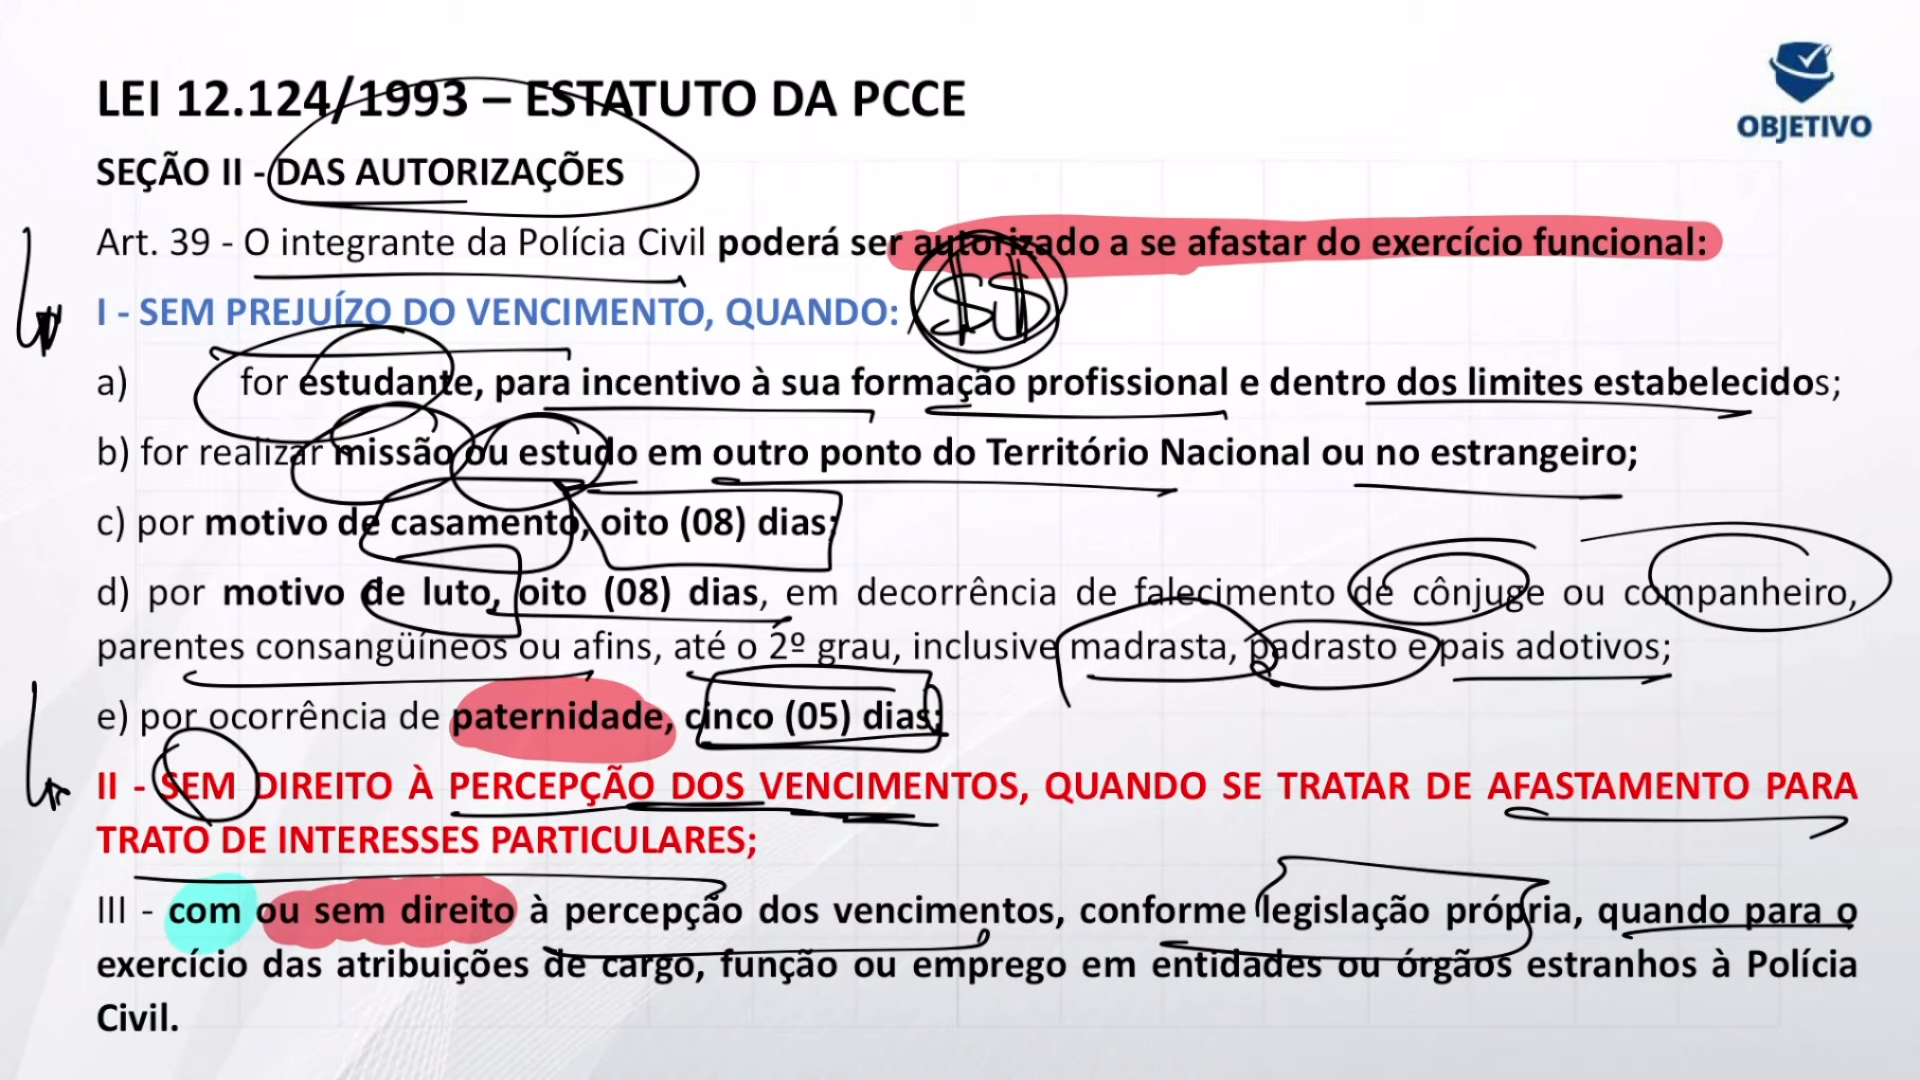 LEI 12.124/1993 – ESTATUTO DA PCCE
OBJETIVO
SEÇÃO II - DAS AUTORIZAÇÕES
Art. 39 - O integrante da Polícia Civil poderá ser autorizado a se afastar do exercício funcional:
I - SEM PREJUÍZO DO VENCIMENTO, QUANDO: $$
a) for estudante, para incentivo à sua formação profissional e dentro dos limites estabelecidos;
b) for realizar missão ou estudo em outro ponto do Território Nacional ou no estrangeiro;
c) por motivo de casamento, oito (08) dias;
d) por motivo de luto, oito (08) dias, em decorrência de falecimento de cônjuge ou companheiro,
parentes consangüíneos ou afins, até o 2º grau, inclusive madrasta, padrasto e pais adotivos;
e) por ocorrência de paternidade, cinco (05) dias;
II - SEM DIREITO À PERCEPÇÃO DOS VENCIMENTOS, QUANDO SE TRATAR DE AFASTAMENTO PARA
TRATO DE INTERESSES PARTICULARES;
III - com ou sem direito à percepção dos vencimentos, conforme legislação própria, quando para o
exercício das atribuições de cargo, função ou emprego em entidades ou órgãos estranhos à Polícia
Civil.